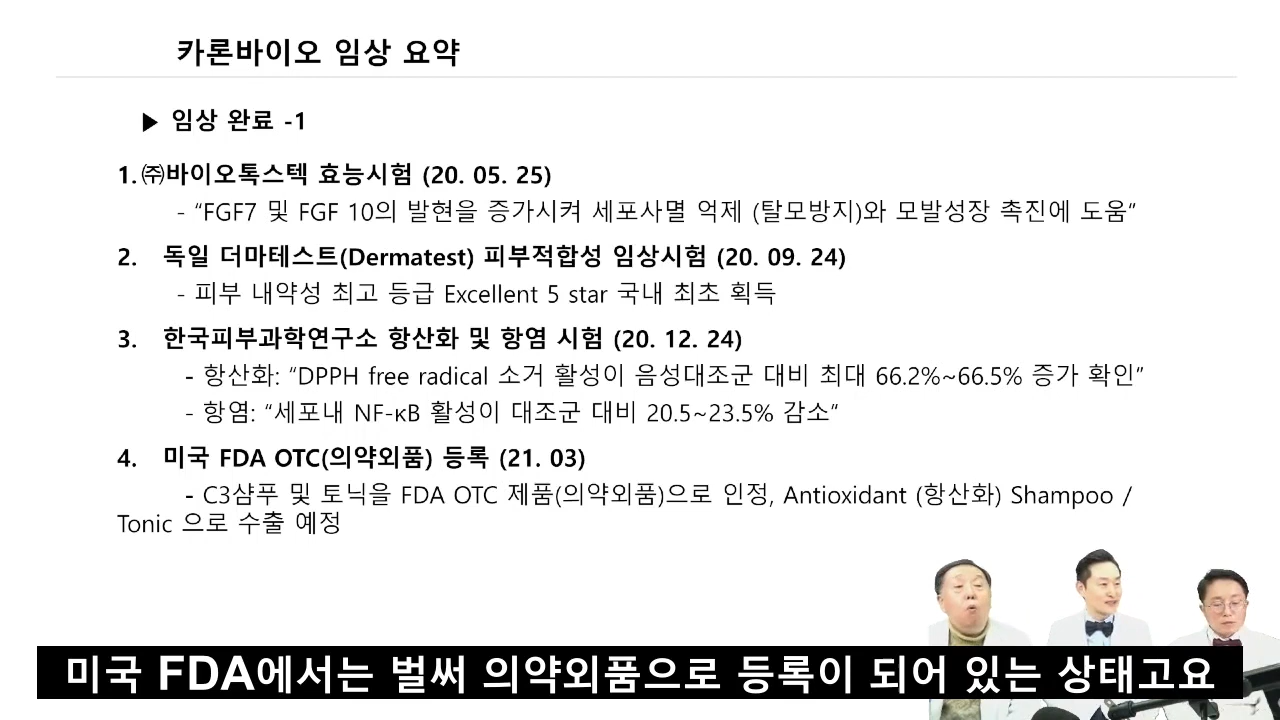 카론바이오 임상 요약
▶ 임상 완료 -1
1. ㈜바이오톡스텍 효능시험 (20. 05. 25)
- “FGF7 및 FGF 10의 발현을 증가시켜 세포사멸 억제 (탈모방지)와 모발성장 촉진에 도움”
2. 독일 더마테스트(Dermatest) 피부적합성 임상시험 (20. 09. 24)
- 피부 내약성 최고 등급 Excellent 5 star 국내 최초 획득
3. 한국피부과학연구소 항산화 및 항염 시험 (20. 12. 24)
- 항산화: “DPPH free radical 소거 활성이 음성대조군 대비 최대 66.2%~66.5% 증가 확인”
- 항염: “세포내 NF-κB 활성이 대조군 대비 20.5~23.5% 감소”
4. 미국 FDA OTC(의약외품) 등록 (21. 03)
- C3샴푸 및 토닉을 FDA OTC 제품(의약외품)으로 인정, Antioxidant (항산화) Shampoo /
Tonic 으로 수출 예정
미국 FDA에서는 벌써 의약외품으로 등록이 되어 있는 상태고요